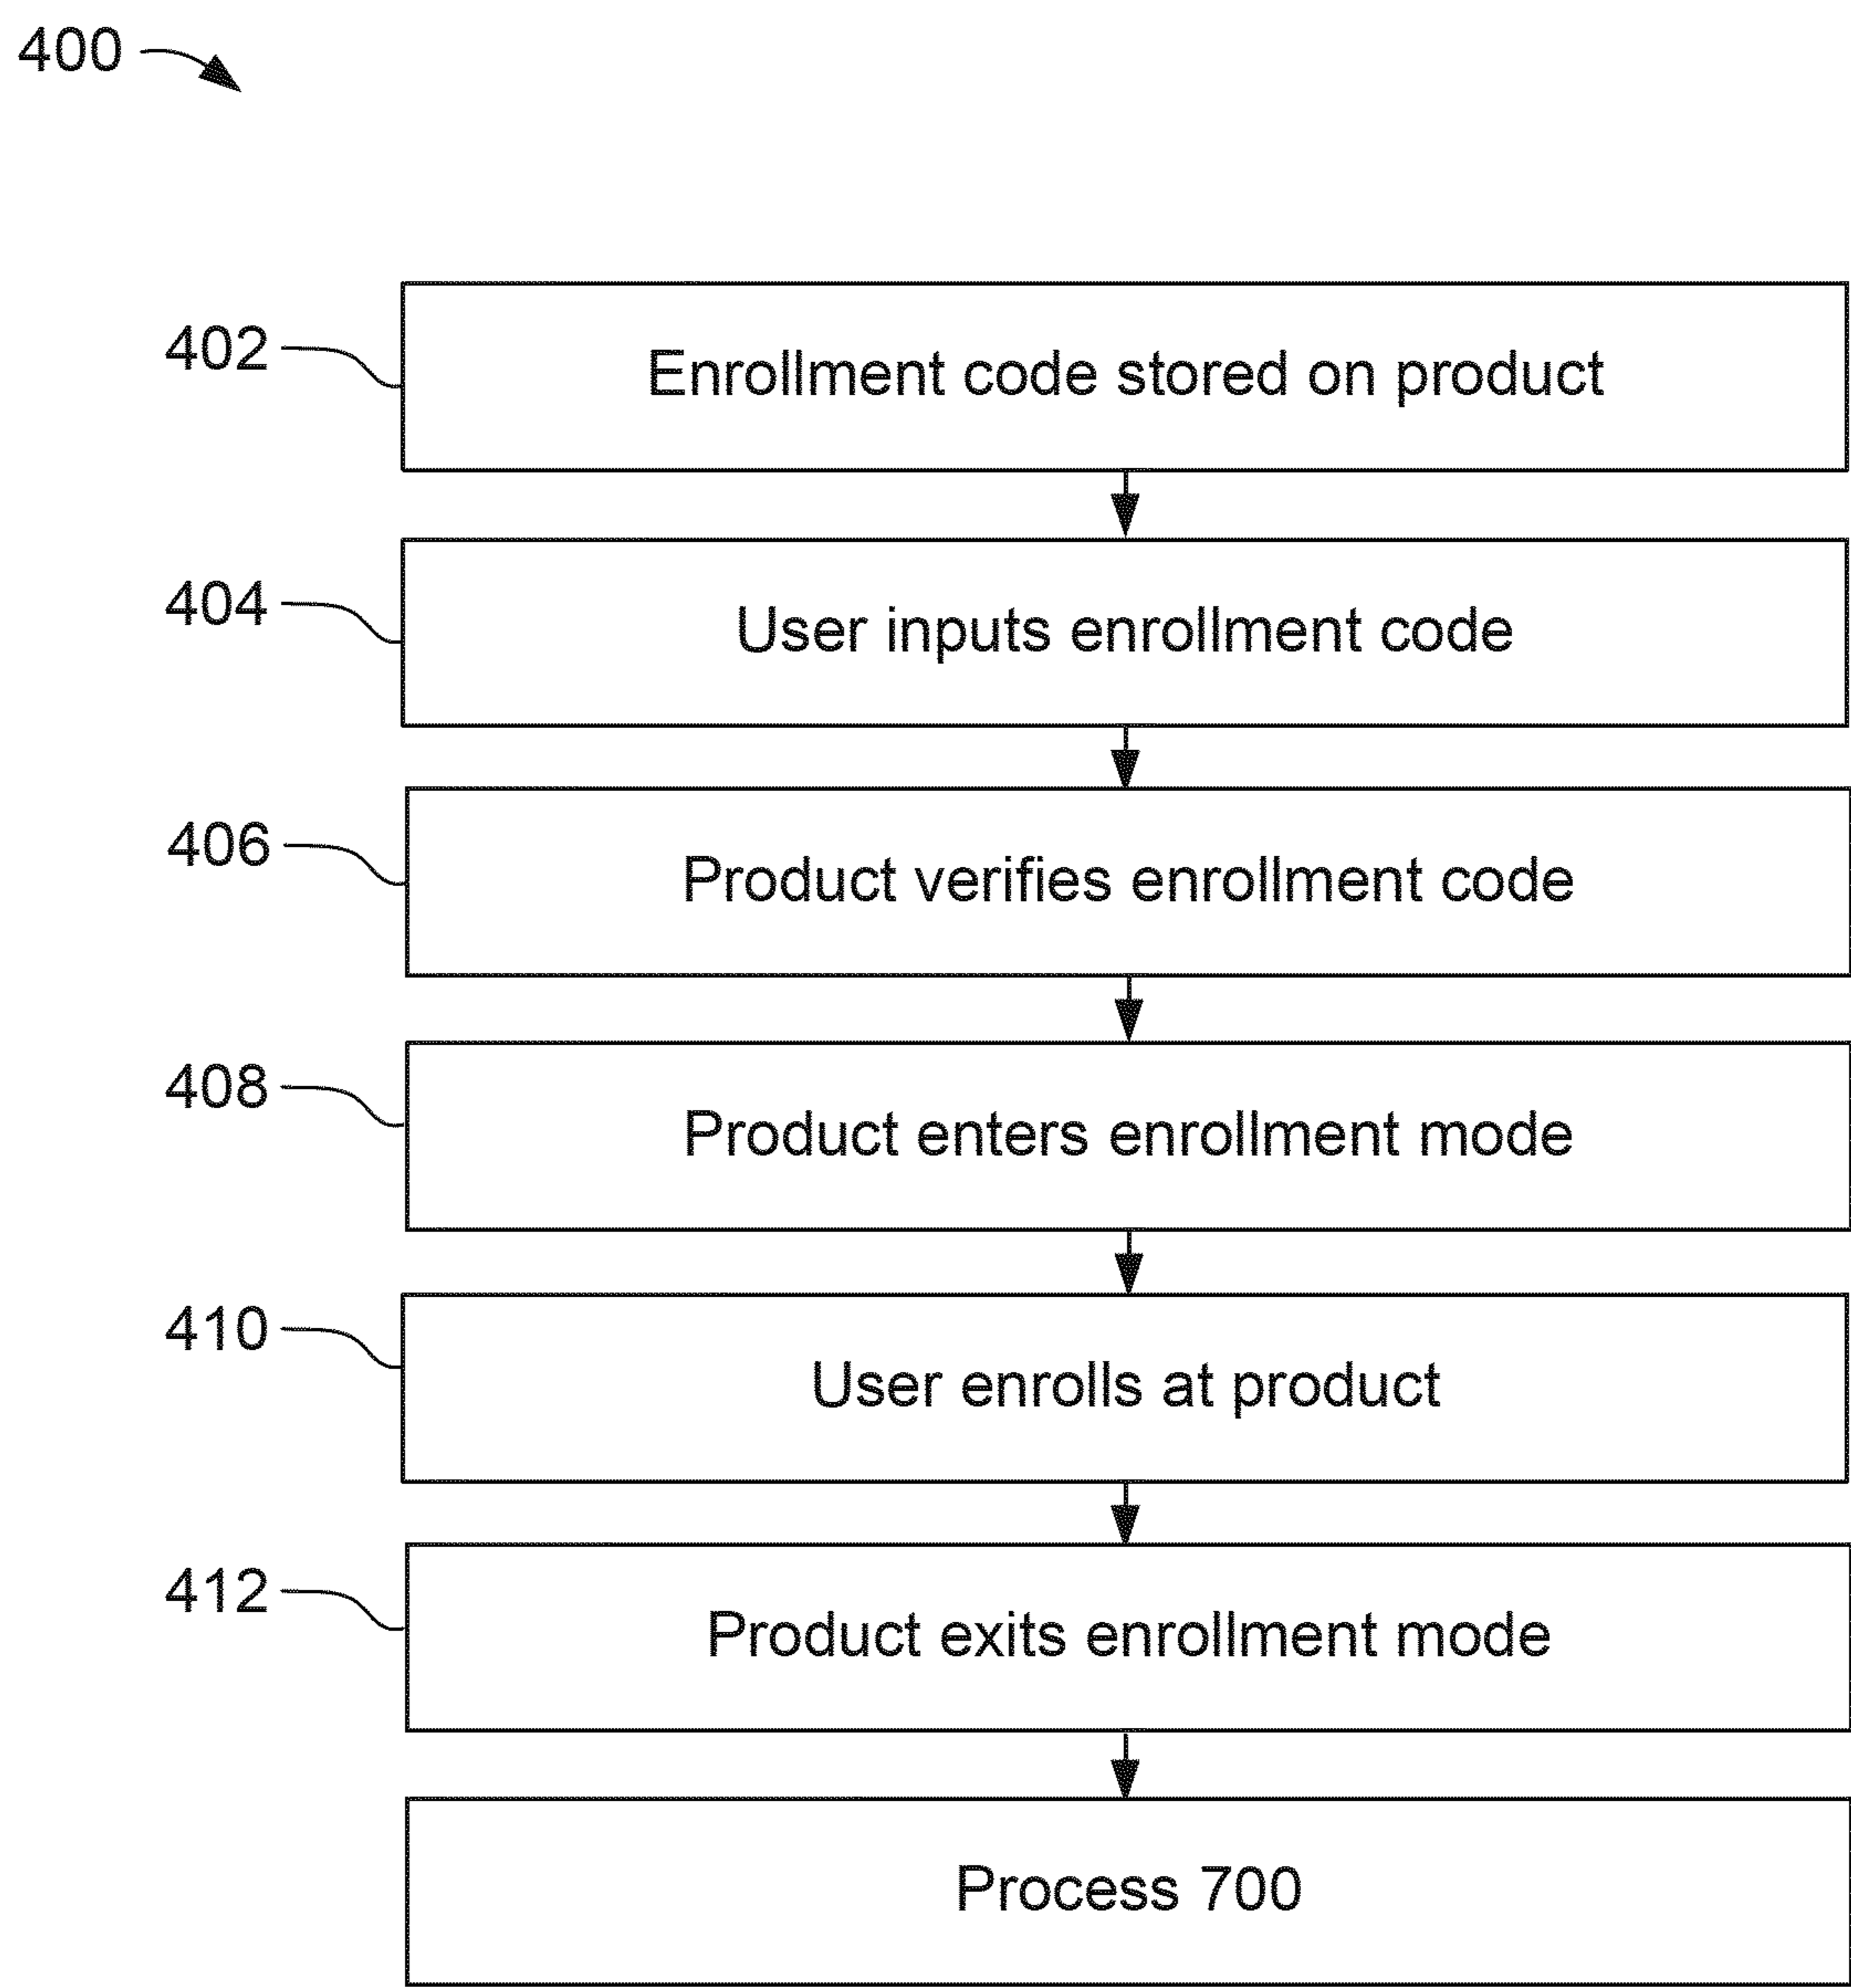 400
402
Enrollment code stored on product
404
User inputs enrollment code
406
Product verifies enrollment code
408
Product enters enrollment mode
410
User enrolls at product
412
Product exits enrollment mode
Process 700